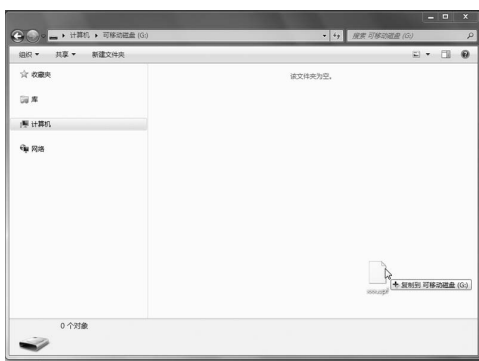 计算机 ▸ 可移动磁盘 (G:)
搜索 可移动磁盘 (G:)
组织 共享 新建文件夹
收藏夹
该文件夹为空。
库
计算机
网络
复制到 可移动磁盘 (G:)
0 个对象